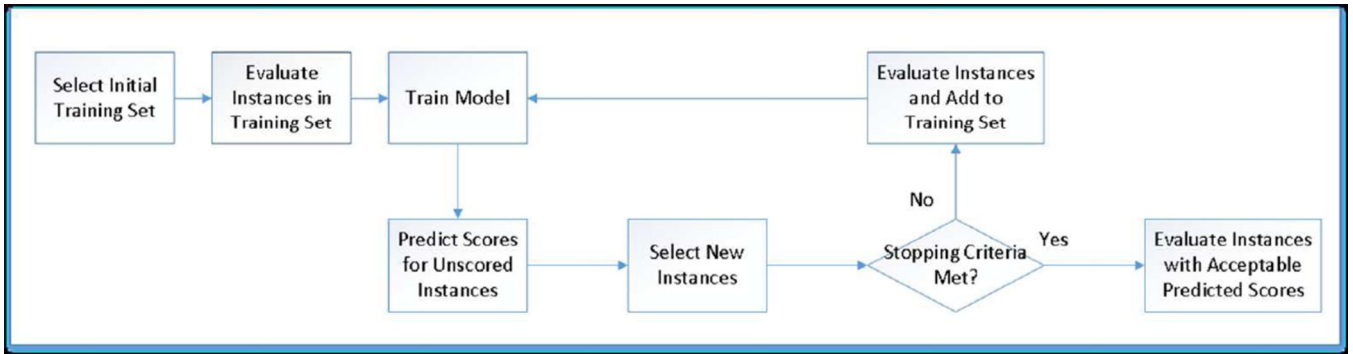 Select Initial
Training Set
Evaluate
Instances in
Training Set
Train Model
Evaluate Instances
and Add to
Training Set
No
Predict Scores
for Unscored
Instances
Select New
Instances
Stopping Criteria
Met?
Yes
Evaluate Instances
with Acceptable
Predicted Scores